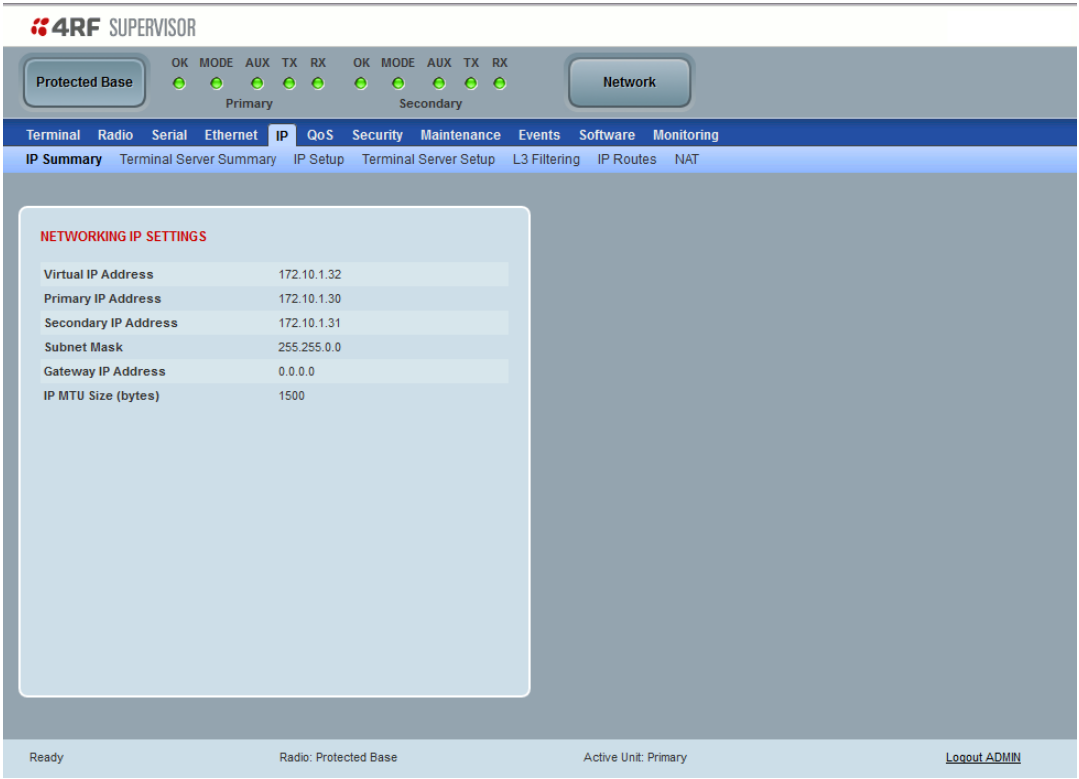 4RF SUPERVISOR
Protected Base
OK MODE AUX TX RX OK MODE AUX TX RX
Primary Secondary
Network
Terminal Radio Serial Ethernet IP QoS Security Maintenance Events Software Monitoring
IP Summary Terminal Server Summary IP Setup Terminal Server Setup L3 Filtering IP Routes NAT
NETWORKING IP SETTINGS
Virtual IP Address 172.10.1.32
Primary IP Address 172.10.1.30
Secondary IP Address 172.10.1.31
Subnet Mask 255.255.0.0
Gateway IP Address 0.0.0.0
IP MTU Size (bytes) 1500
Ready Radio: Protected Base Active Unit: Primary Logout ADMIN